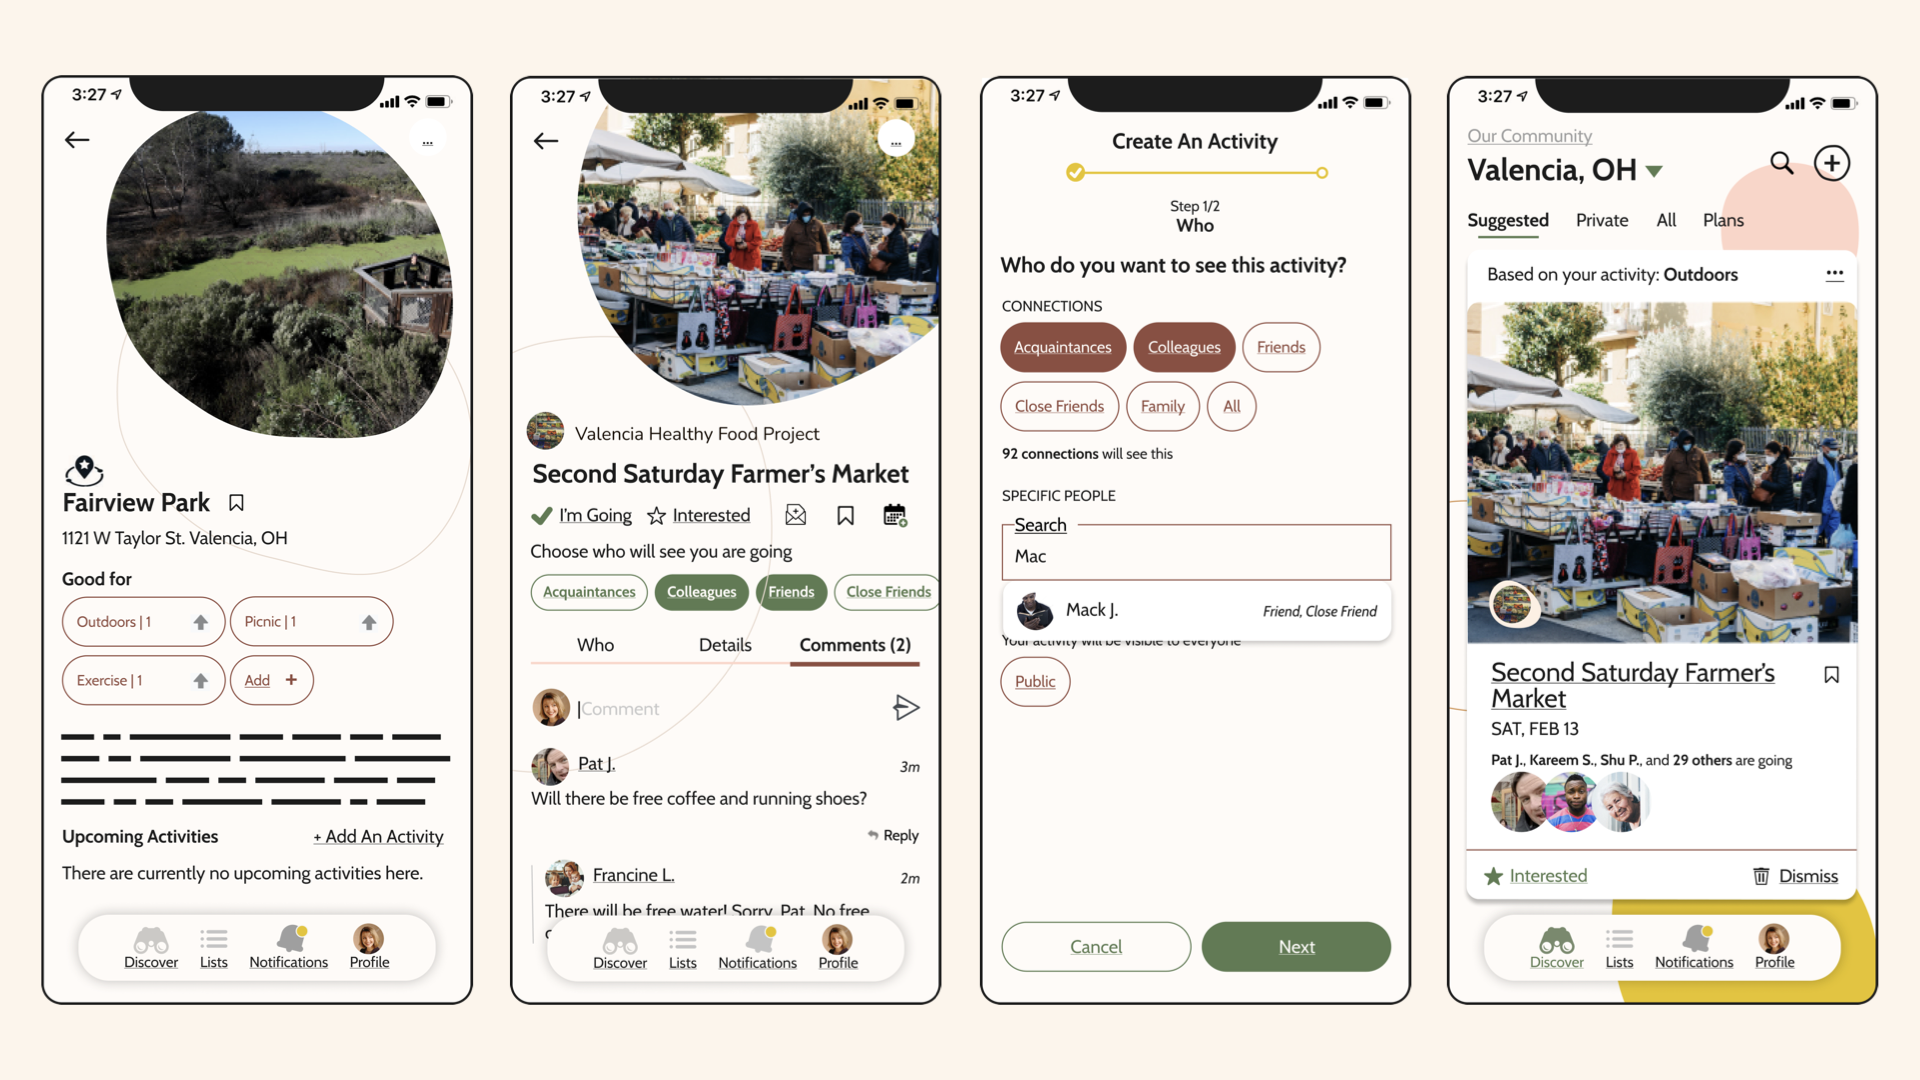 3:27
...
Fairview Park
1121 W Taylor St. Valencia, OH
Good for
Outdoors | 1
Picnic | 1
Exercise | 1
Add +
Upcoming Activities
+ Add An Activity
There are currently no upcoming activities here.
Discover
Lists
Notifications
Profile
3:27
...
Valencia Healthy Food Project
Second Saturday Farmer's Market
I'm Going
Interested
Choose who will see you are going
Acquaintances
Colleagues
Friends
Close Friends
Who
Details
Comments (2)
Comment
Pat J.
3m
Will there be free coffee and running shoes?
Reply
Francine L.
2m
There will be free water! Sorry, Pat. No free
Discover
Lists
Notifications
Profile
3:27
Create An Activity
Step 1/2
Who
Who do you want to see this activity?
CONNECTIONS
Acquaintances
Colleagues
Friends
Close Friends
Family
All
92 connections will see this
SPECIFIC PEOPLE
Search
Mac
Mack J.
Friend, Close Friend
Your activity will be visible to everyone
Public
Cancel
Next
3:27
Our Community
Valencia, OH
Suggested
Private
All
Plans
Based on your activity: Outdoors
...
Second Saturday Farmer's
Market
SAT, FEB 13
Pat J., Kareem S., Shu P., and 29 others are going
Interested
Dismiss
Discover
Lists
Notifications
Profile